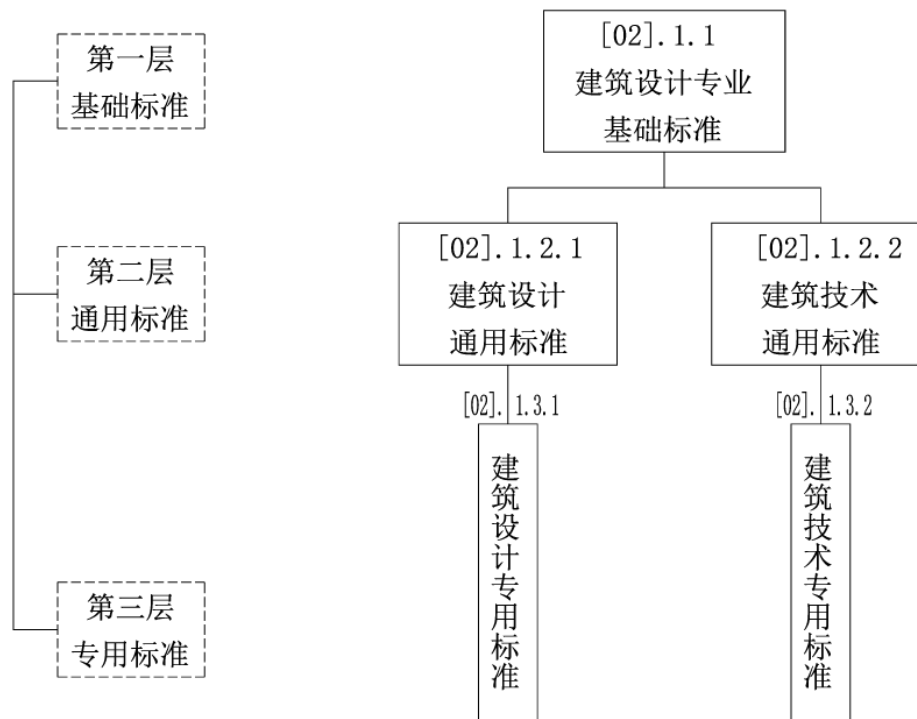 第一层
基础标准
[02].1.1
建筑设计专业
基础标准
第二层
通用标准
[02].1.2.1
建筑设计
通用标准
[02].1.2.2
建筑技术
通用标准
[02].1.3.1
[02].1.3.2
第三层
专用标准
建筑设计专用标准
建筑技术专用标准